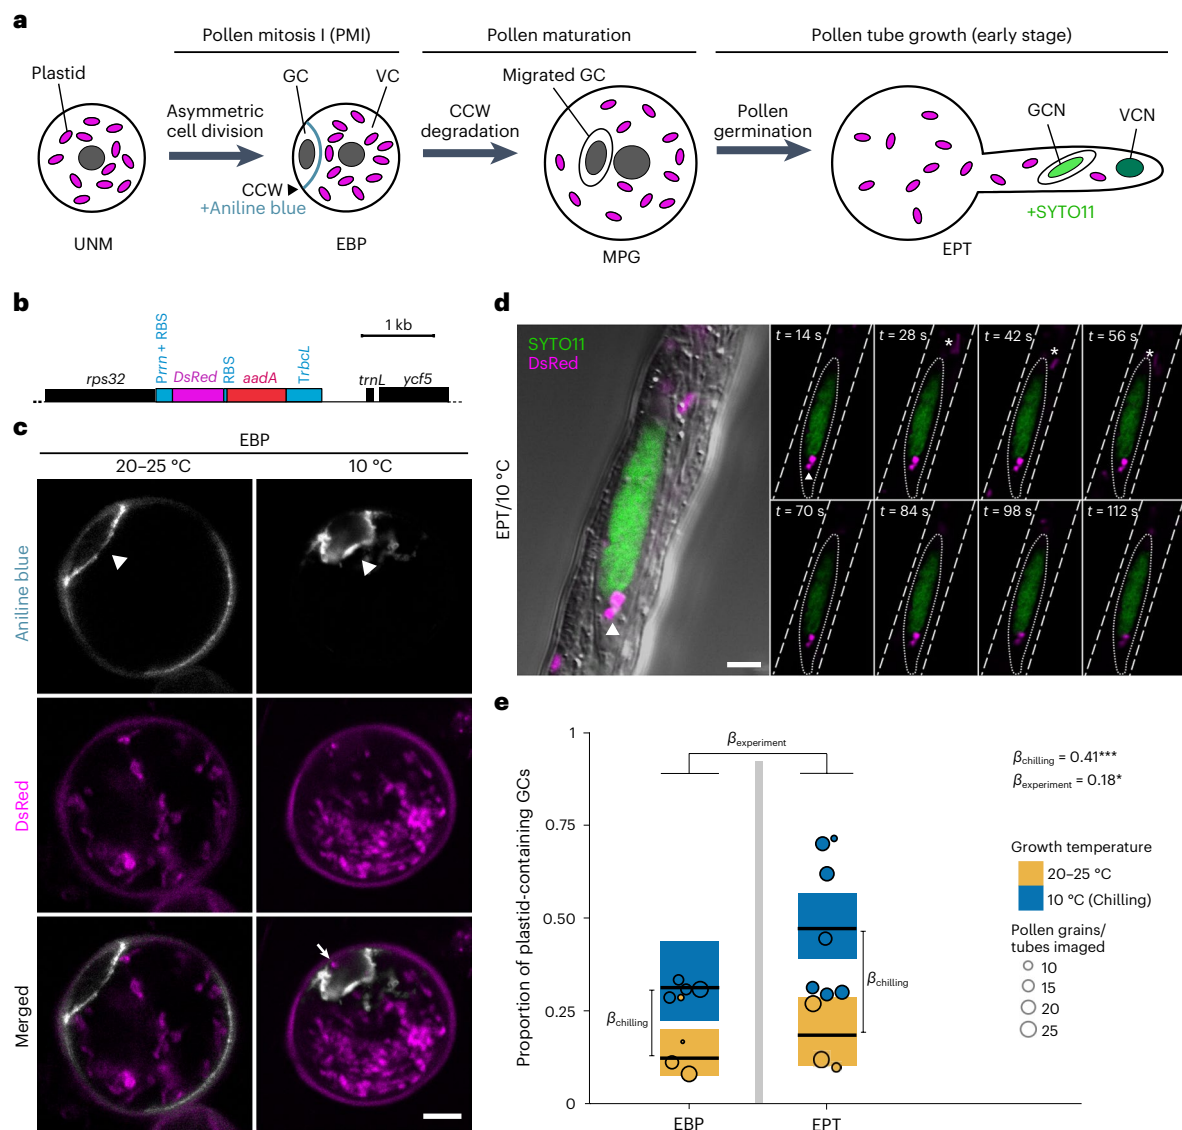 a
Pollen mitosis I (PMI)
Pollen maturation
Pollen tube growth (early stage)
Plastid
GC
VC
Migrated GC
GCN
VCN
Asymmetric
cell division
CCW
degradation
Pollen
germination
CCW
+Aniline blue
+SYTO11
UNM
EBP
MPG
EPT
b
1 kb
rps32
Prrn + RBS
DsRed
RBS
aadA
TrbcL
trnL
ycf5
c
EBP
20–25 °C
10 °C
Aniline blue
DsRed
Merged
d
EPT/10 °C
SYTO11
DsRed
t = 14 s
t = 28 s
*
t = 42 s
*
t = 56 s
*
t = 70 s
t = 84 s
t = 98 s
t = 112 s
e
Proportion of plastid-containing GCs
1
0.75
0.50
0.25
0
βexperiment
βchilling
βchilling
EBP
EPT
βchilling = 0.41***
βexperiment = 0.18*
Growth temperature
20–25 °C
10 °C (Chilling)
Pollen grains/
tubes imaged
10
15
20
25